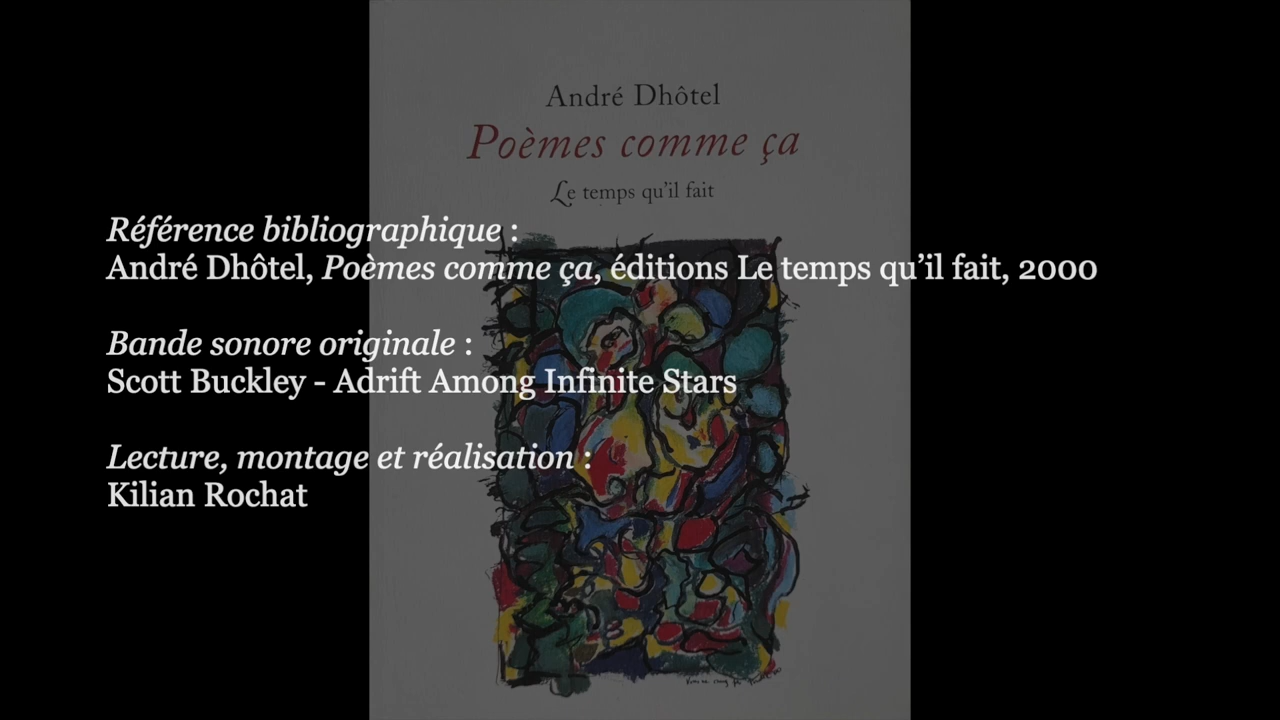 André Dhôtel
Poèmes comme ça
Le temps qu'il fait
Référence bibliographique :
André Dhôtel, Poèmes comme ça, éditions Le temps qu'il fait, 2000
Bande sonore originale :
Scott Buckley - Adrift Among Infinite Stars
Lecture, montage et réalisation :
Kilian Rochat